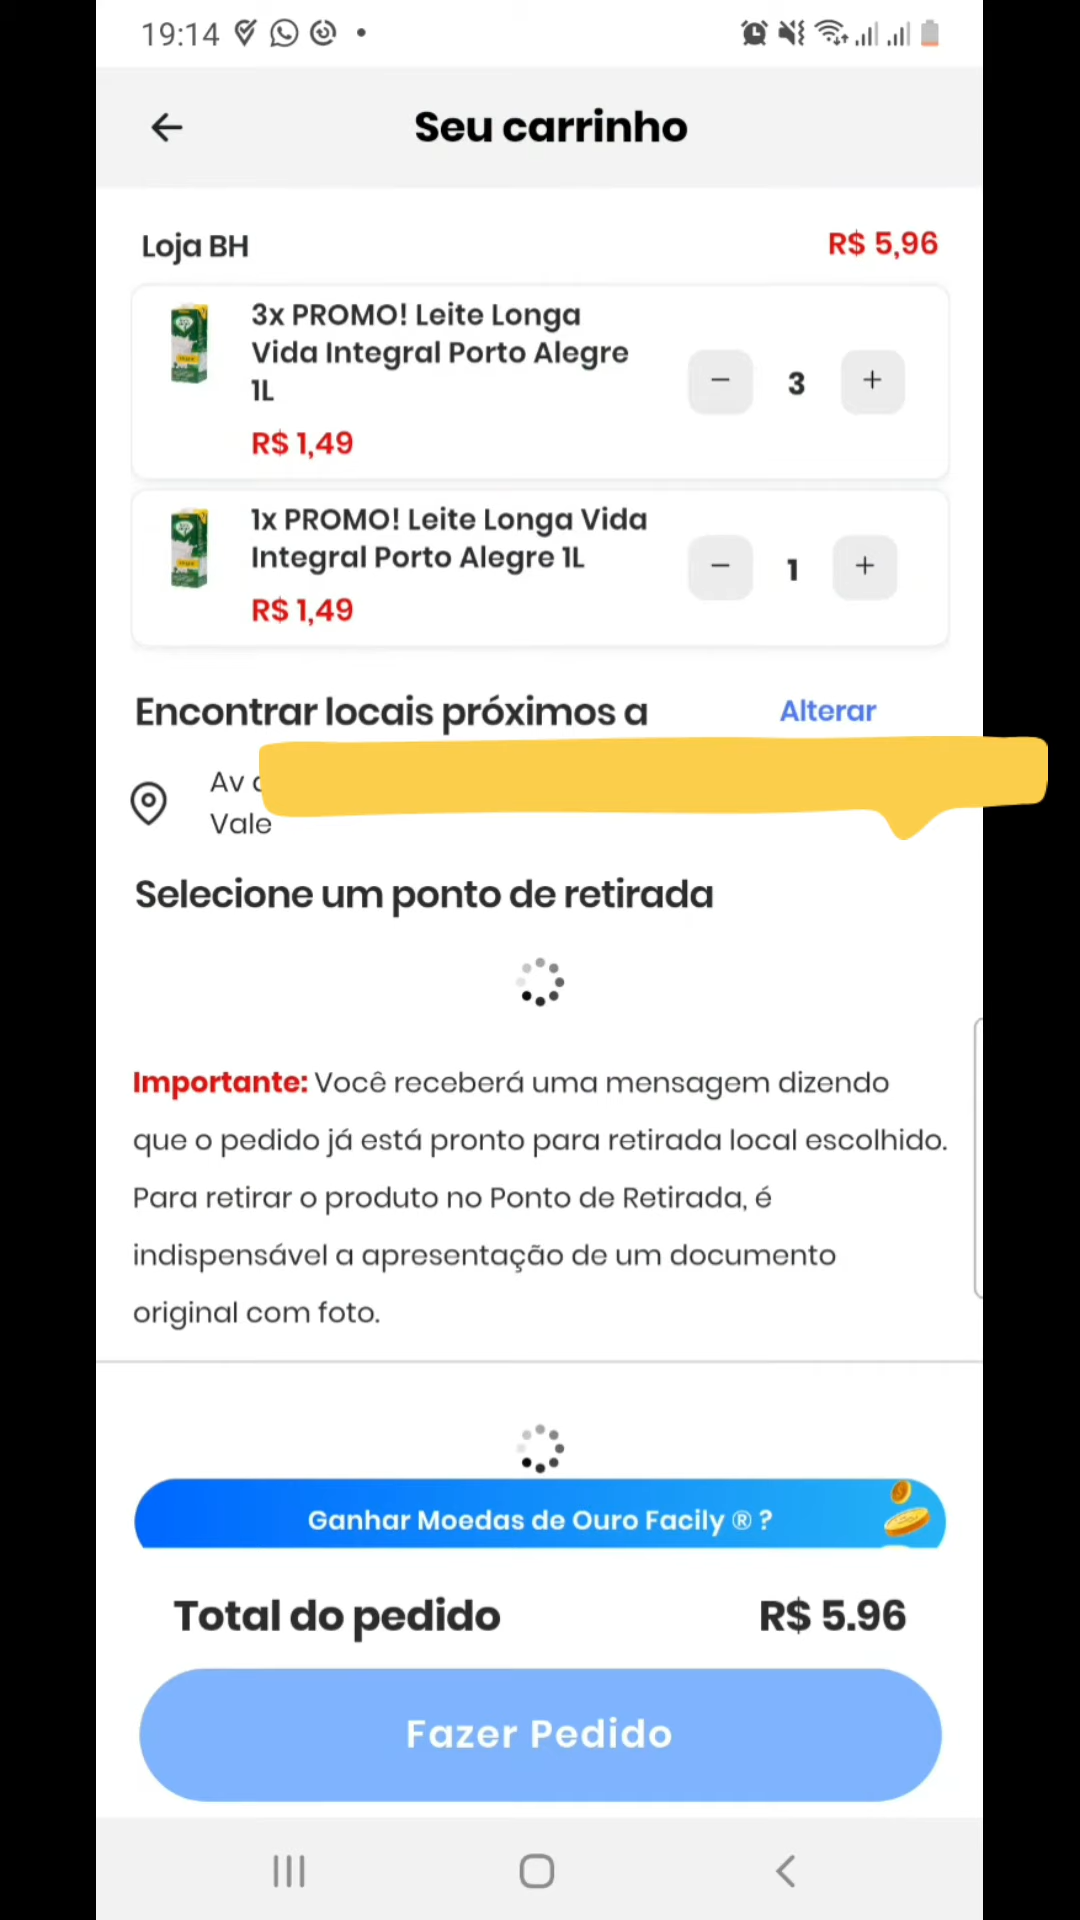 19:14
Seu carrinho
Loja BH
R$ 5,96
3x PROMO! Leite Longa
Vida Integral Porto Alegre
1L
R$ 1,49
− 3 +
1x PROMO! Leite Longa Vida
Integral Porto Alegre 1L
R$ 1,49
− 1 +
Encontrar locais próximos a
Alterar
Av
Vale
Selecione um ponto de retirada
Importante: Você receberá uma mensagem dizendo
que o pedido já está pronto para retirada local escolhido.
Para retirar o produto no Ponto de Retirada, é
indispensável a apresentação de um documento
original com foto.
Ganhar Moedas de Ouro Facily ® ?
Total do pedido
R$ 5.96
Fazer Pedido